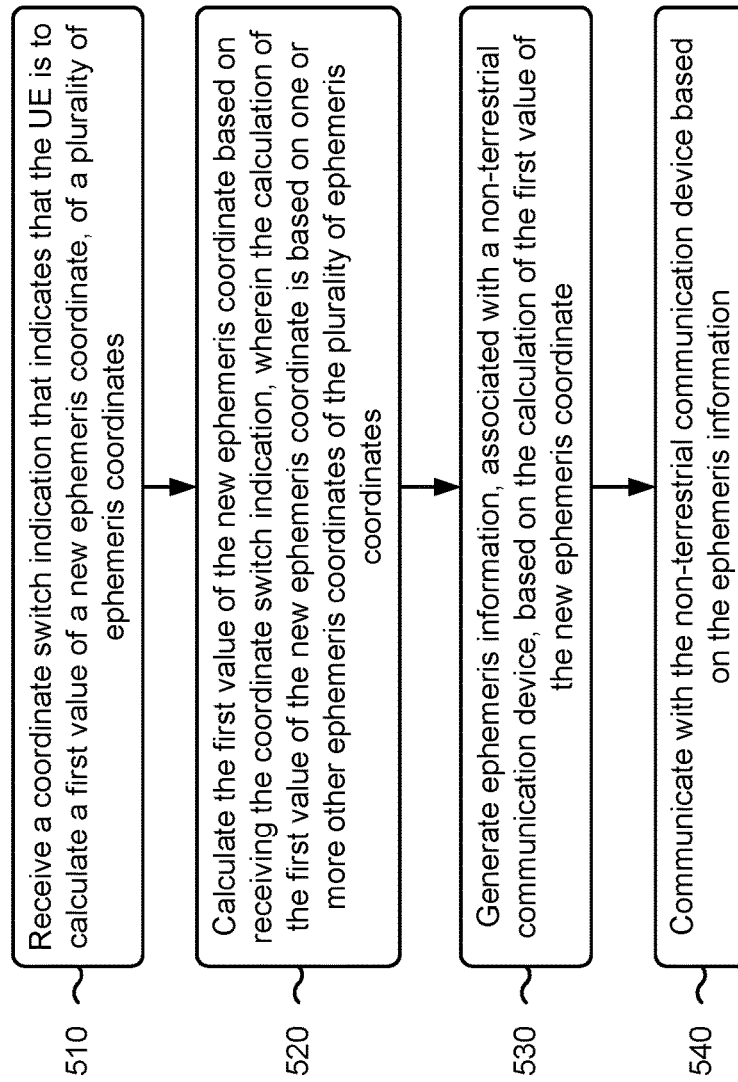 510
Receive a coordinate switch indication that indicates that the UE is to
calculate a first value of a new ephemeris coordinate, of a plurality of
ephemeris coordinates
520
Calculate the first value of the new ephemeris coordinate based on
receiving the coordinate switch indication, wherein the calculation of
the first value of the new ephemeris coordinate is based on one or
more other ephemeris coordinates of the plurality of ephemeris
coordinates
530
Generate ephemeris information, associated with a non-terrestrial
communication device, based on the calculation of the first value of
the new ephemeris coordinate
540
Communicate with the non-terrestrial communication device based
on the ephemeris information